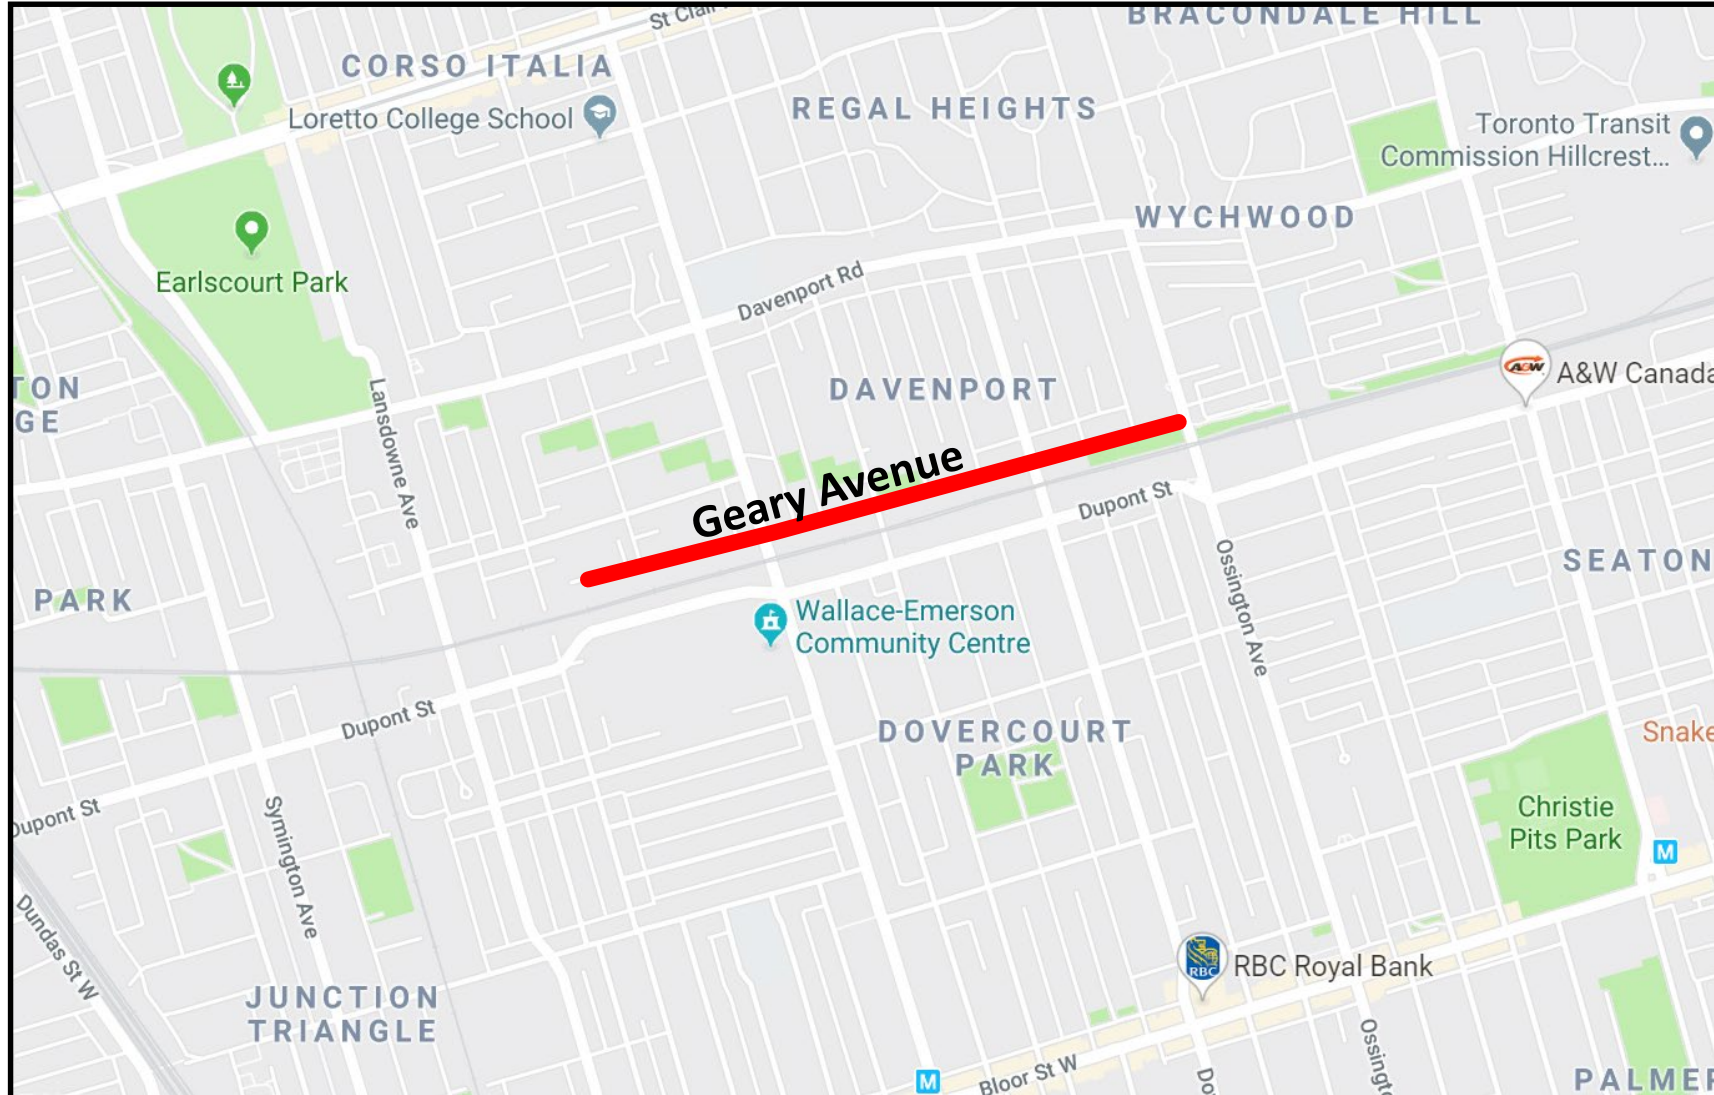 BRACONDALE HILL
St Clair
CORSO ITALIA
REGAL HEIGHTS
Loretto College School
Toronto Transit
Commission Hillcrest...
WYCHWOOD
Earlscourt Park
Davenport Rd
TON
GE
Lansdowne Ave
DAVENPORT
A&W
A&W Canada
Geary Avenue
Dupont St
Ossington Ave
SEATON
PARK
Wallace-Emerson
Community Centre
Dupont St
DOVERCOURT
PARK
Snake
Dupont St
Symington Ave
Christie
Pits Park
M
Dundas St W
RBC
RBC Royal Bank
JUNCTION
TRIANGLE
M
Bloor St W
Do
Ossingt
PALMER